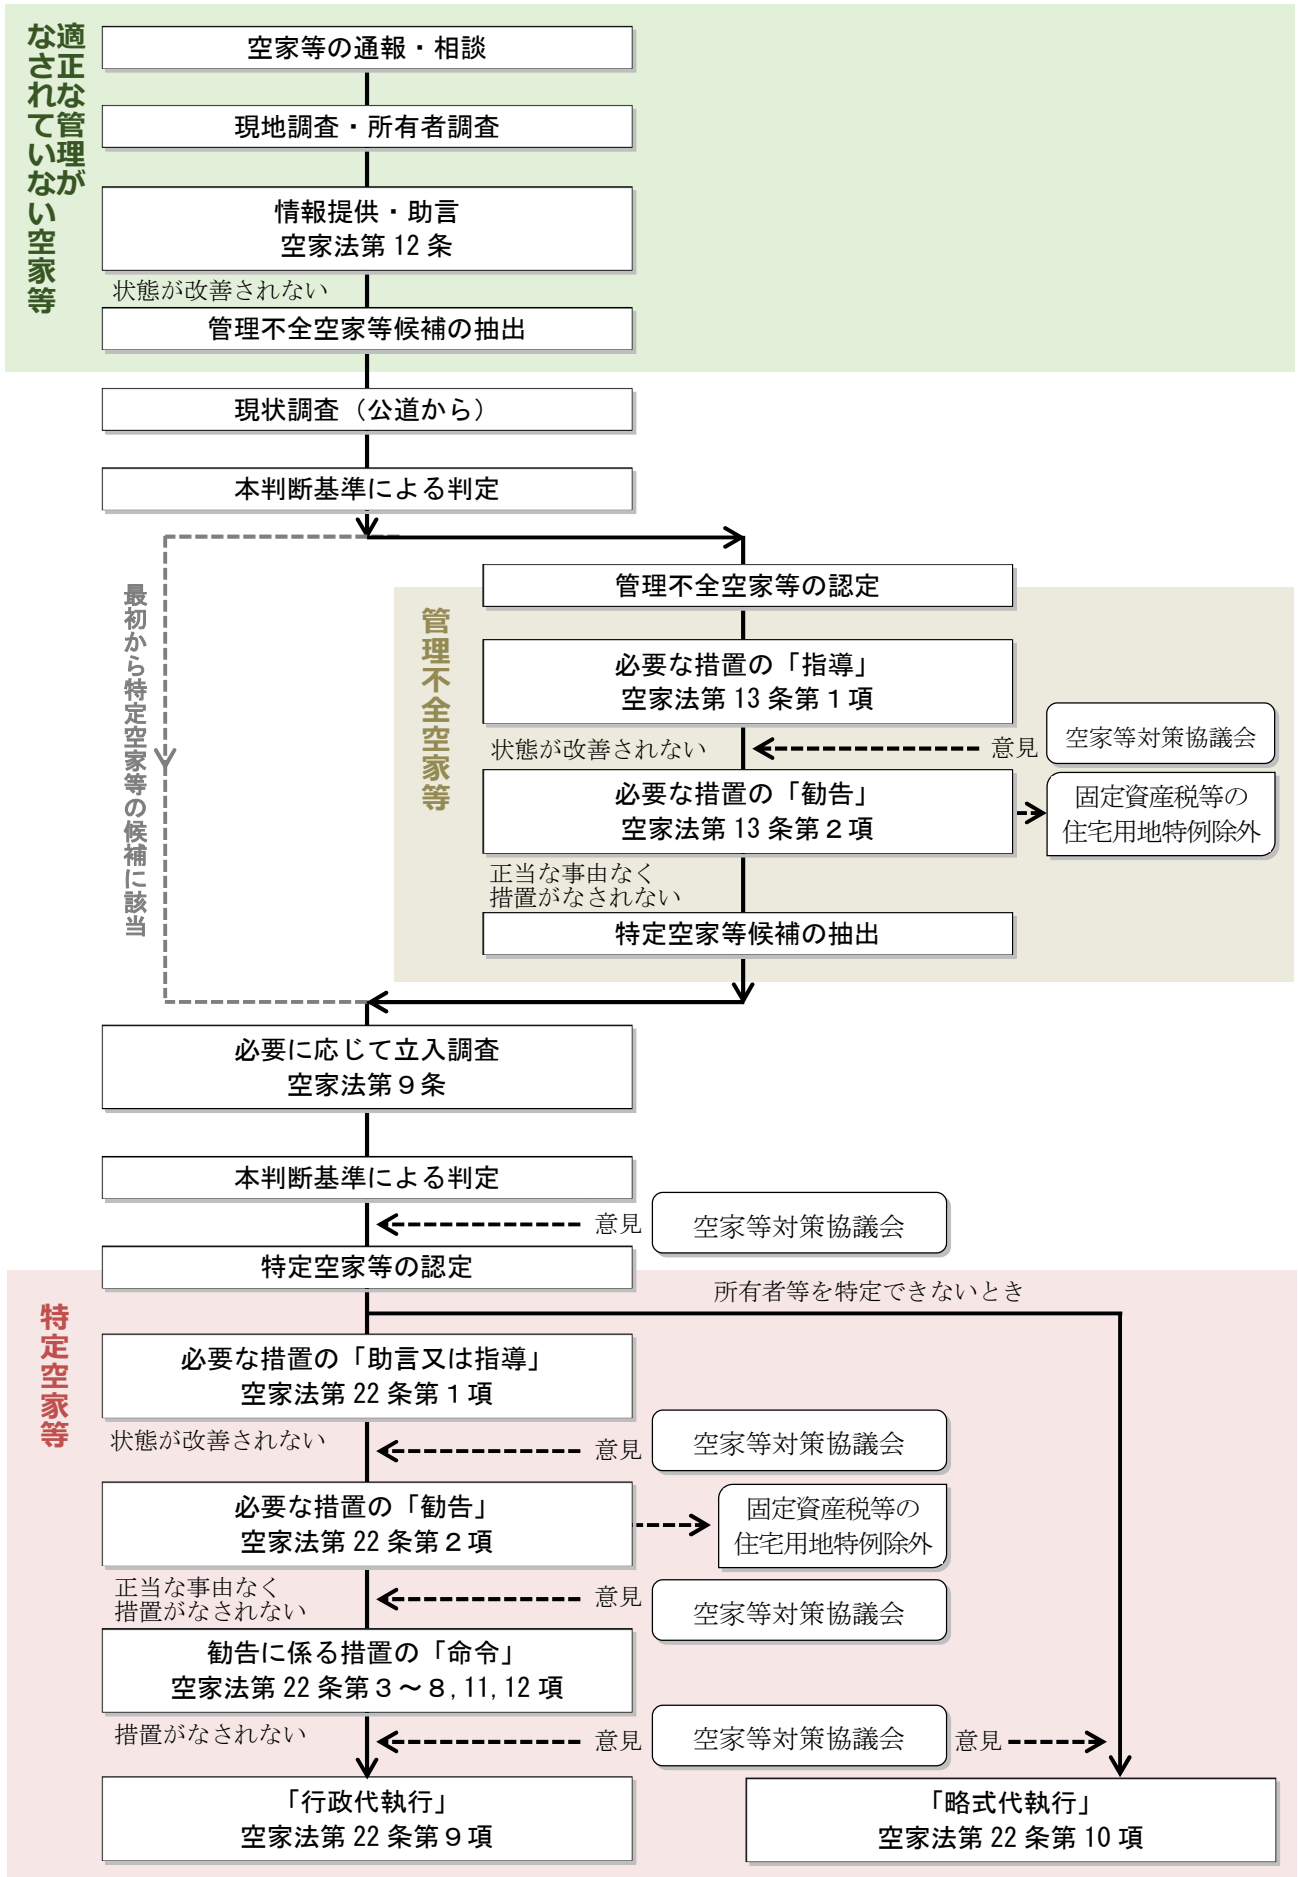 適正な管理が
なされていない空家等
空家等の通報・相談
現地調査・所有者調査
情報提供・助言
空家法第 12 条
状態が改善されない
管理不全空家等候補の抽出
現状調査（公道から）
本判断基準による判定
最初から特定空家等の候補に該当
管理不全空家等
管理不全空家等の認定
必要な措置の「指導」
空家法第 13 条第１項
状態が改善されない
意見
空家等対策協議会
必要な措置の「勧告」
空家法第 13 条第２項
固定資産税等の
住宅用地特例除外
正当な事由なく
措置がなされない
特定空家等候補の抽出
必要に応じて立入調査
空家法第９条
本判断基準による判定
意見
空家等対策協議会
特定空家等の認定
特定空家等
所有者等を特定できないとき
必要な措置の「助言又は指導」
空家法第 22 条第１項
状態が改善されない
意見
空家等対策協議会
必要な措置の「勧告」
空家法第 22 条第２項
固定資産税等の
住宅用地特例除外
正当な事由なく
措置がなされない
意見
空家等対策協議会
勧告に係る措置の「命令」
空家法第 22 条第３～８,11,12 項
措置がなされない
意見
空家等対策協議会
意見
「行政代執行」
空家法第 22 条第９項
「略式代執行」
空家法第 22 条第 10 項